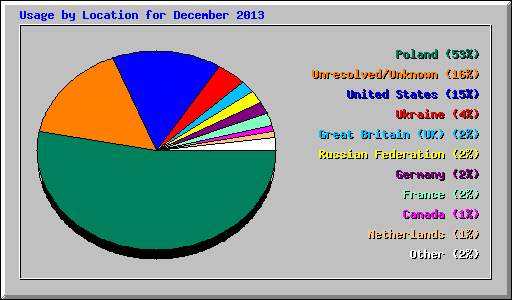 Usage by Location for December 2013
Poland (53%)
Unresolved/Unknown (16%)
United States (15%)
Ukraine (4%)
Great Britain (UK) (2%)
Russian Federation (2%)
Germany (2%)
France (2%)
Canada (1%)
Netherlands (1%)
Other (2%)